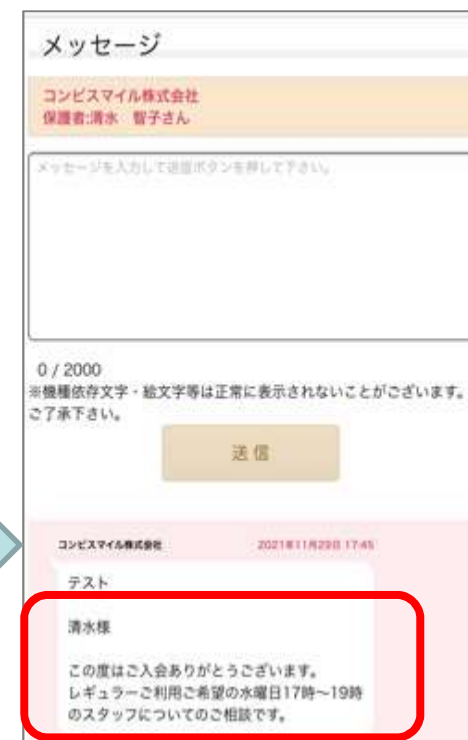 メッセージ
コンビスマイル株式会社
保護者:清水　智子さん
メッセージを入力して送信ボタンを押して下さい。
0 / 2000
※機種依存文字・絵文字等は正常に表示されないことがございます。
ご了承下さい。
送信
コンビスマイル株式会社
2021年11月29日 17:45
テスト
清水様
この度はご入会ありがとうございます。
レギュラーご利用ご希望の水曜日17時～19時
のスタッフについてのご相談です。